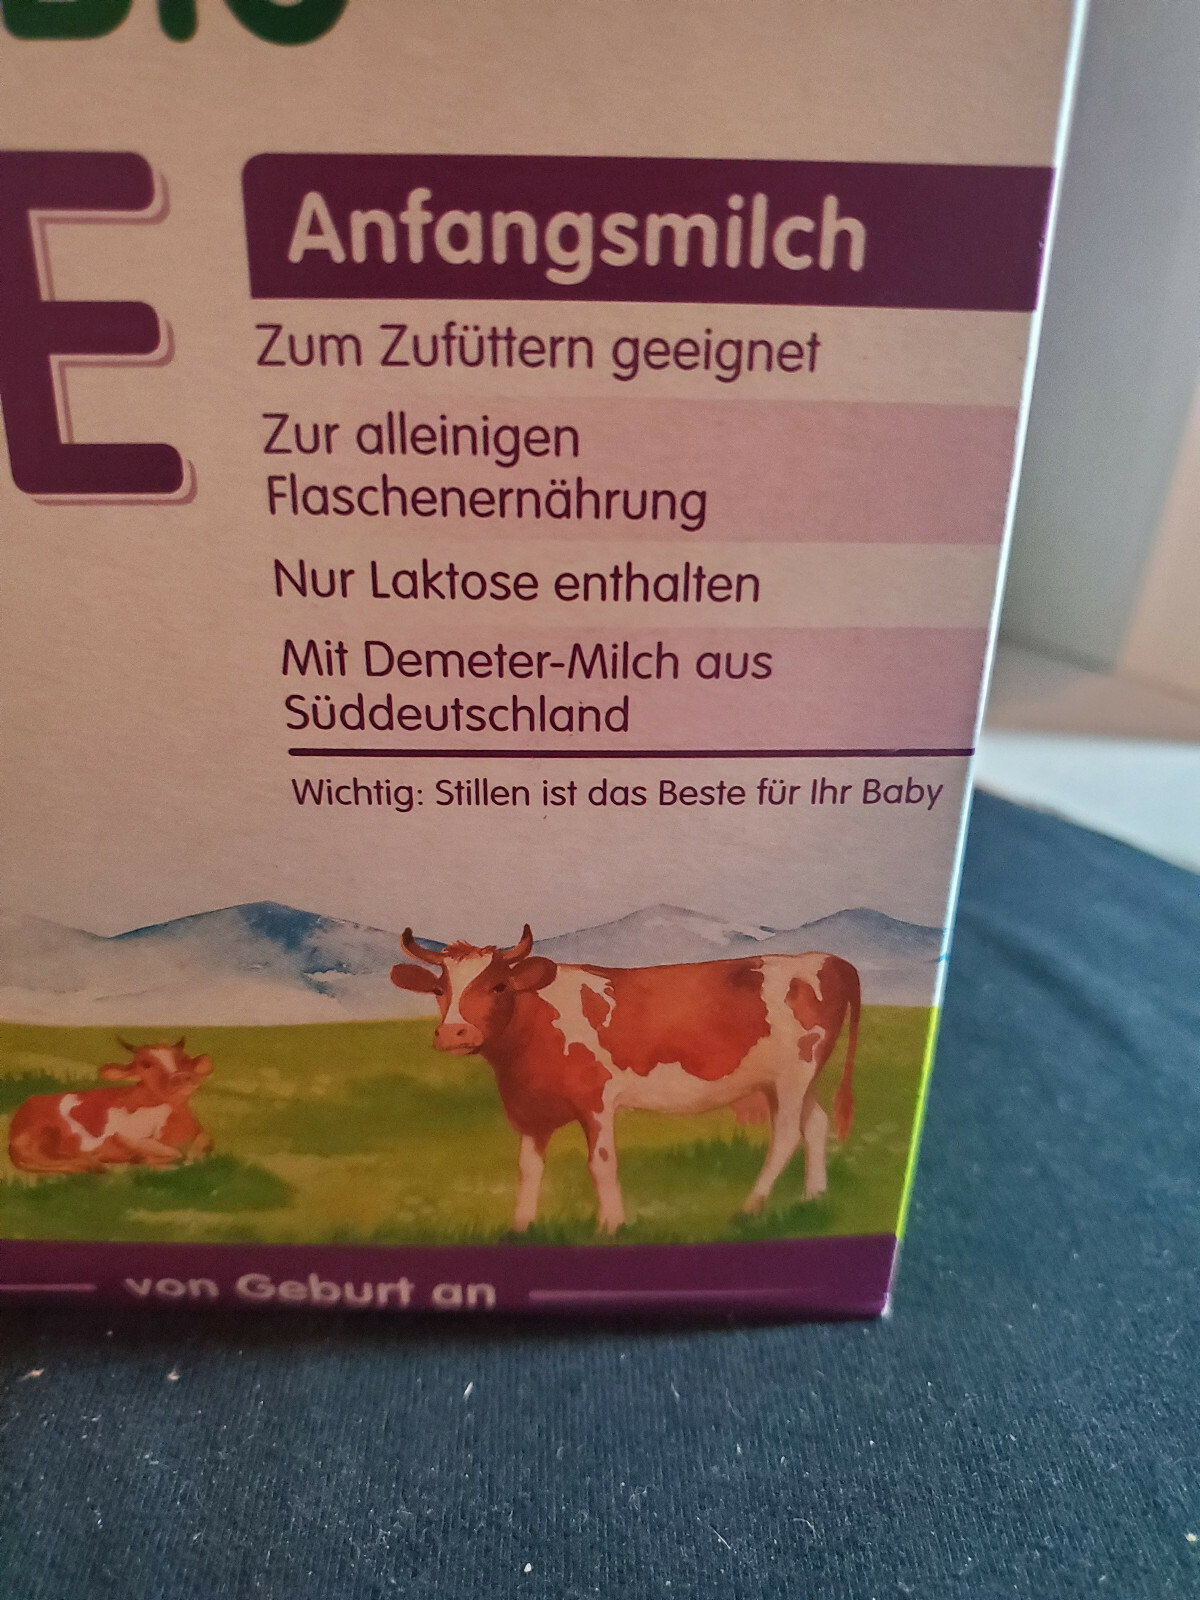 Bio
E
Anfangsmilch
Zum Zufüttern geeignet
Zur alleinigen
Flaschenernährung
Nur Laktose enthalten
Mit Demeter-Milch aus
Süddeutschland
Wichtig: Stillen ist das Beste für Ihr Baby
von Geburt an